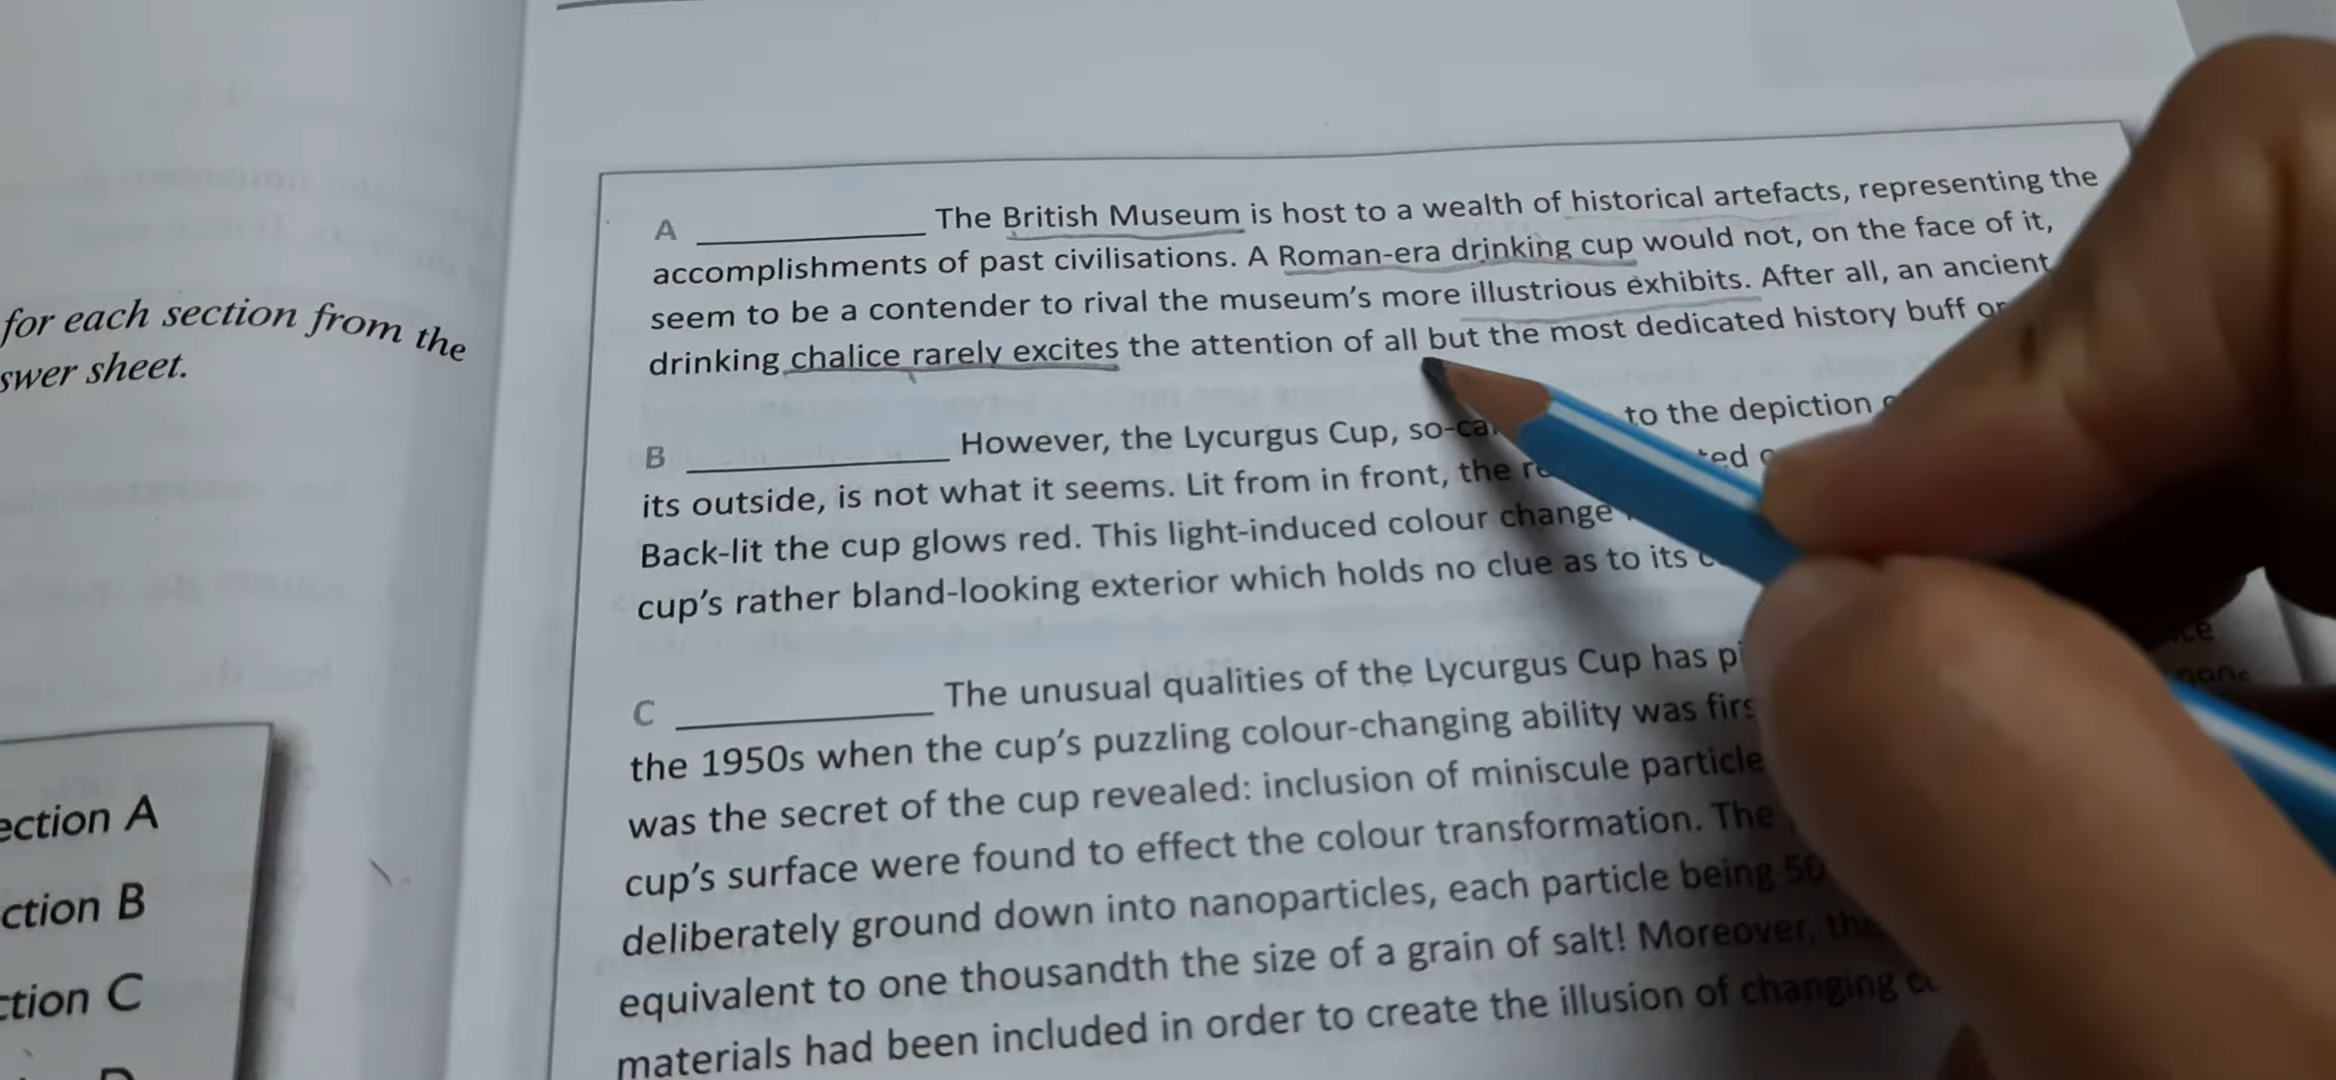 for each section from the
swer sheet.
ection A
ction B
ction C
D
A __________ The British Museum is host to a wealth of historical artefacts, representing the
accomplishments of past civilisations. A Roman-era drinking cup would not, on the face of it,
seem to be a contender to rival the museum's more illustrious exhibits. After all, an ancient
drinking chalice rarely excites the attention of all but the most dedicated history buff or
B __________ However, the Lycurgus Cup, so-ca to the depiction
its outside, is not what it seems. Lit from in front, the
Back-lit the cup glows red. This light-induced colour change
cup's rather bland-looking exterior which holds no clue as to its
C __________ The unusual qualities of the Lycurgus Cup has
the 1950s when the cup's puzzling colour-changing ability was firs
was the secret of the cup revealed: inclusion of miniscule particle
cup's surface were found to effect the colour transformation. The
deliberately ground down into nanoparticles, each particle being 50
equivalent to one thousandth the size of a grain of salt! Moreover, the
materials had been included in order to create the illusion of changing